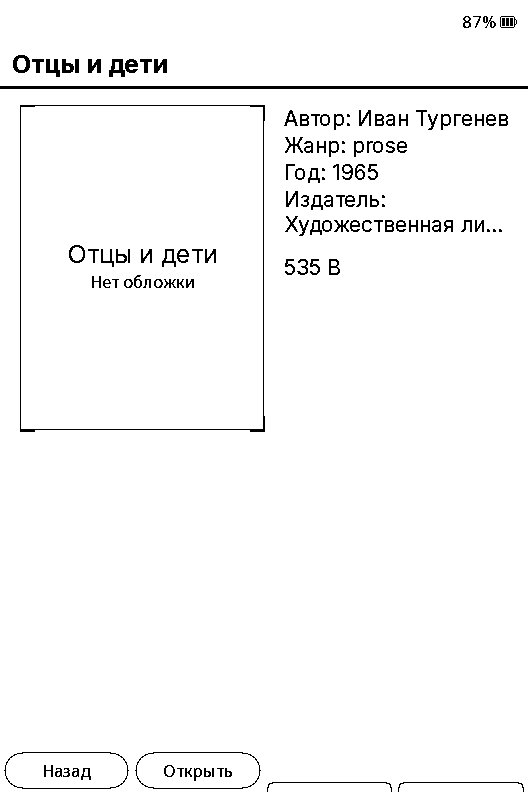 87%
Отцы и дети
Отцы и дети
Нет обложки
Автор: Иван Тургенев
Жанр: prose
Год: 1965
Издатель:
Художественная ли...
535 B
Назад
Открыть